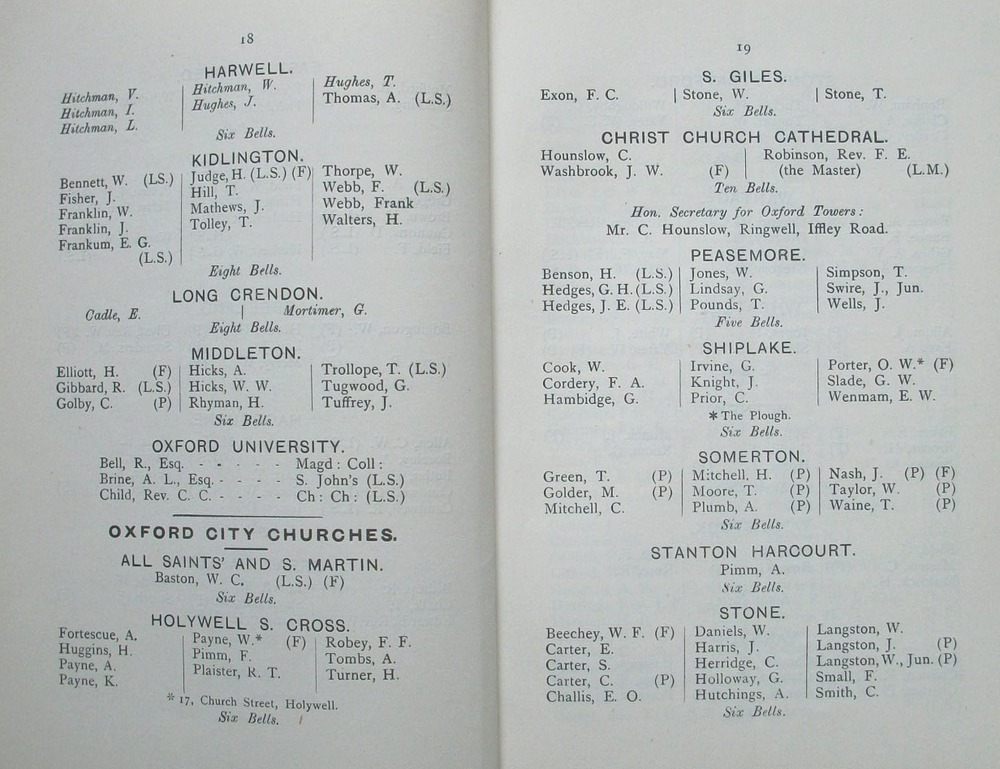 18
HARWELL.
Hitchman, V. Hitchman, W. Hughes, T.
Hitchman, I. Hughes, J. Thomas, A. (L.S.)
Hitchman, L.
Six Bells.
KIDLINGTON.
Bennett, W. (LS.) Judge, H. (L.S.) (F) Thorpe, W.
Fisher, J. Hill, T. Webb, F. (L.S.)
Franklin, W. Mathews, J. Webb, Frank
Franklin, J. Tolley, T. Walters, H.
Frankum, E. G.
(L.S.)
Eight Bells.
LONG CRENDON.
Cadle, E. Mortimer, G.
Eight Bells.
MIDDLETON.
Elliott, H. (F) Hicks, A. Trollope, T. (L.S.)
Gibbard, R. (L.S.) Hicks, W. W. Tugwood, G.
Golby, C. (P) Rhyman, H. Tuffrey, J.
Six Bells.
OXFORD UNIVERSITY.
Bell, R., Esq. - - - - - Magd: Coll:
Brine, A. L., Esq. - - - - S. John's (L.S.)
Child, Rev. C. C. - - - - Ch: Ch: (L.S.)
OXFORD CITY CHURCHES.
ALL SAINTS' AND S. MARTIN.
Baston, W. C. (L.S.) (F)
Six Bells.
HOLYWELL S. CROSS.
Fortescue, A. Payne, W.* (F) Robey, F. F.
Huggins, H. Pimm, F. Tombs, A.
Payne, A. Plaister, R. T. Turner, H.
Payne, K.
* 17, Church Street, Holywell.
Six Bells.
19
S. GILES.
Exon, F. C. Stone, W. Stone, T.
Six Bells.
CHRIST CHURCH CATHEDRAL.
Hounslow, C. Robinson, Rev. F. E.
Washbrook, J. W. (F) (the Master) (L.M.)
Ten Bells.
Hon. Secretary for Oxford Towers:
Mr. C. Hounslow, Ringwell, Iffley Road.
PEASEMORE.
Benson, H. (L.S.) Jones, W. Simpson, T.
Hedges, G. H. (L.S.) Lindsay, G. Swire, J., Jun.
Hedges, J. E. (L.S.) Pounds, T. Wells, J.
Five Bells.
SHIPLAKE.
Cook, W. Irvine, G. Porter, O. W.* (F)
Cordery, F. A. Knight, J. Slade, G. W.
Hambidge, G. Prior, C. Wenmam, E. W.
* The Plough.
Six Bells.
SOMERTON.
Green, T. (P) Mitchell, H. (P) Nash, J. (P) (F)
Golder, M. (P) Moore, T. (P) Taylor, W. (P)
Mitchell, C. Plumb, A. (P) Waine, T. (P)
Six Bells.
STANTON HARCOURT.
Pimm, A.
Six Bells.
STONE.
Beechey, W. F. (F) Daniels, W. Langston, W.
Carter, E. Harris, J. Langston, J. (P)
Carter, S. Herridge, C. Langston, W., Jun. (P)
Carter, C. (P) Holloway, G. Small, F.
Challis, E. O. Hutchings, A. Smith, C.
Six Bells.